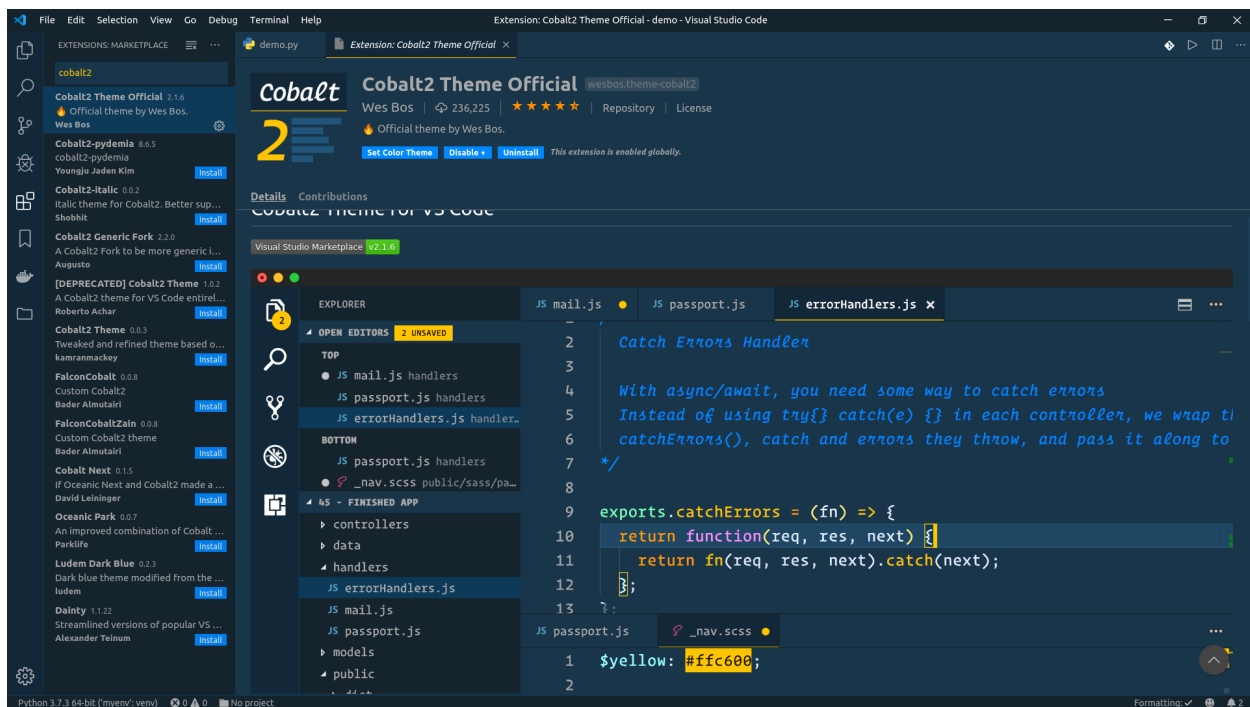 File Edit Selection View Go Debug Terminal Help
Extension: Cobalt2 Theme Official - demo - Visual Studio Code
EXTENSIONS: MARKETPLACE
cobalt2
Cobalt2 Theme Official 2.1.6
Official theme by Wes Bos.
Wes Bos
Cobalt2-pydemia 8.6.5
cobalt2-pydemia
Youngju Jaden Kim Install
Cobalt2-Italic 0.0.2
Italic theme for Cobalt2. Better sup...
Shobhit Install
Cobalt2 Generic Fork 2.2.0
A Cobalt2 Fork to be more generic i...
Augusto Install
[DEPRECATED] Cobalt2 Theme 1.0.2
A Cobalt2 theme for VS Code entirel...
Roberto Achar Install
Cobalt2 Theme 0.0.3
Tweaked and refined theme based o...
kamranmackey Install
FalconCobalt 0.0.8
Custom Cobalt2
Bader Almutairi Install
FalconCobaltZain 0.0.8
Custom Cobalt2 theme
Bader Almutairi Install
Cobalt Next 0.1.5
If Oceanic Next and Cobalt2 made a ...
David Leininger Install
Oceanic Park 0.0.7
An improved combination of Cobalt ...
Parklife Install
Ludem Dark Blue 0.2.3
Dark blue theme modified from the ...
ludem Install
Dainty 1.1.22
Streamlined versions of popular VS ...
Alexander Teinum Install
demo.py
Extension: Cobalt2 Theme Official ×
Cobalt
2
Cobalt2 Theme Official wesbos.theme-cobalt2
Wes Bos | 236,225 | ★★★★★ | Repository | License
Official theme by Wes Bos.
Set Color Theme Disable ▾ Uninstall This extension is enabled globally.
Details Contributions
Cobalt2 Theme for VS Code
Visual Studio Marketplace v2.1.6
2
EXPLORER
OPEN EDITORS 2 UNSAVED
TOP
JS mail.js handlers
JS passport.js handlers
JS errorHandlers.js handler...
BOTTOM
JS passport.js handlers
_nav.scss public/sass/pa...
45 - FINISHED APP
controllers
data
handlers
JS errorHandlers.js
JS mail.js
JS passport.js
models
public
JS mail.js JS passport.js JS errorHandlers.js ×
2 Catch Errors Handler
3
4 With async/await, you need some way to catch errors
5 Instead of using try{} catch(e) {} in each controller, we wrap t
6 catchErrors(), catch and errors they throw, and pass it along to
7 */
8
9 exports.catchErrors = (fn) => {
10 return function(req, res, next) {
11 return fn(req, res, next).catch(next);
12 };
13 };
JS passport.js _nav.scss
1 $yellow: #ffc600;
2
Python 3.7.3 64-bit ('myenv': venv) 0 0 No project
Formatting: ✓ 2